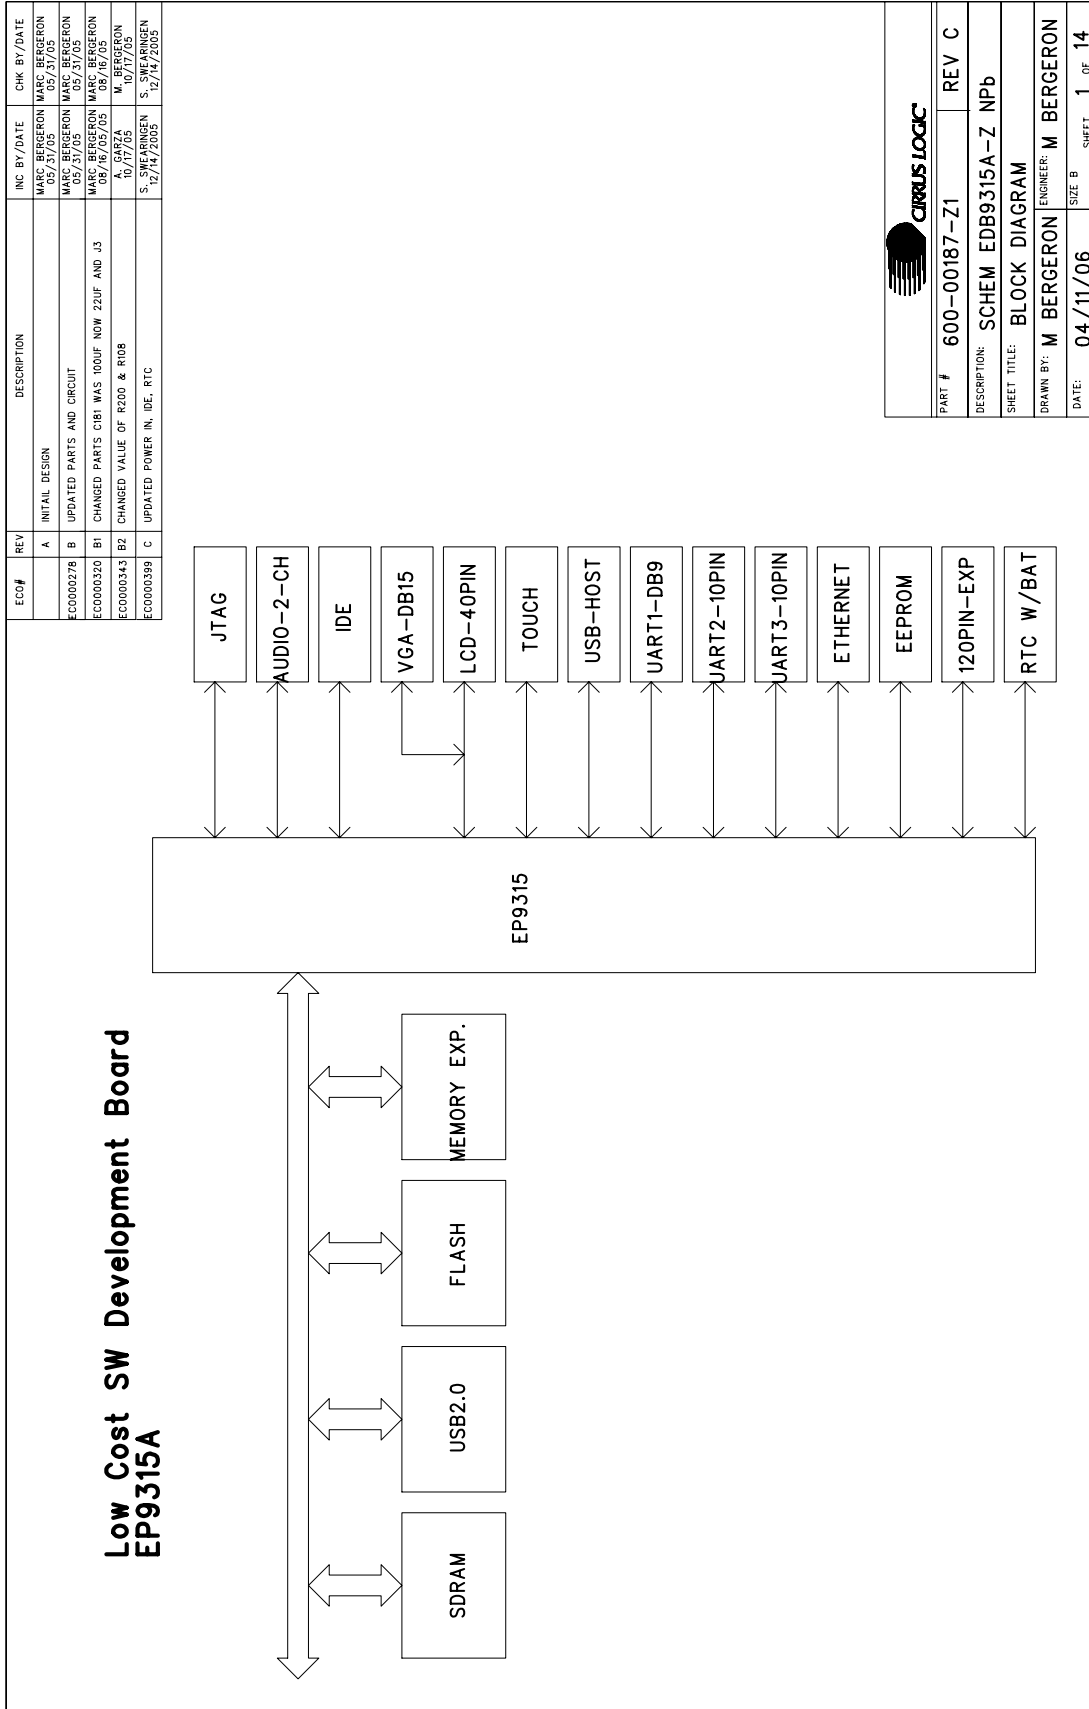 Low Cost SW Development Board
EP9315A
ECO# REV DESCRIPTION INC BY/DATE CHK BY/DATE
A INITAIL DESIGN MARC BERGERON 05/31/05 MARC BERGERON 05/31/05
EC0000278 B UPDATED PARTS AND CIRCUIT MARC BERGERON 05/31/05 MARC BERGERON 05/31/05
EC0000320 B1 CHANGED PARTS C181 WAS 100UF NOW 22UF AND J3 MARC BERGERON 08/16/05/05 MARC BERGERON 08/16/05
EC0000343 B2 CHANGED VALUE OF R200 & R108 A. GARZA 10/17/05 M. BERGERON 10/17/05
EC0000399 C UPDATED POWER IN, IDE, RTC S. SWEARINGEN 12/14/2005 S. SWEARINGEN 12/14/2005
SDRAM
USB2.0
FLASH
MEMORY EXP.
EP9315
JTAG
AUDIO-2-CH
IDE
VGA-DB15
LCD-40PIN
TOUCH
USB-HOST
UART1-DB9
UART2-10PIN
UART3-10PIN
ETHERNET
EEPROM
120PIN-EXP
RTC W/BAT
CIRRUS LOGIC
PART # 600-00187-Z1 REV C
DESCRIPTION: SCHEM EDB9315A-Z NPb
SHEET TITLE: BLOCK DIAGRAM
DRAWN BY: M BERGERON ENGINEER: M BERGERON
DATE: 04/11/06 SIZE B SHEET 1 OF 14